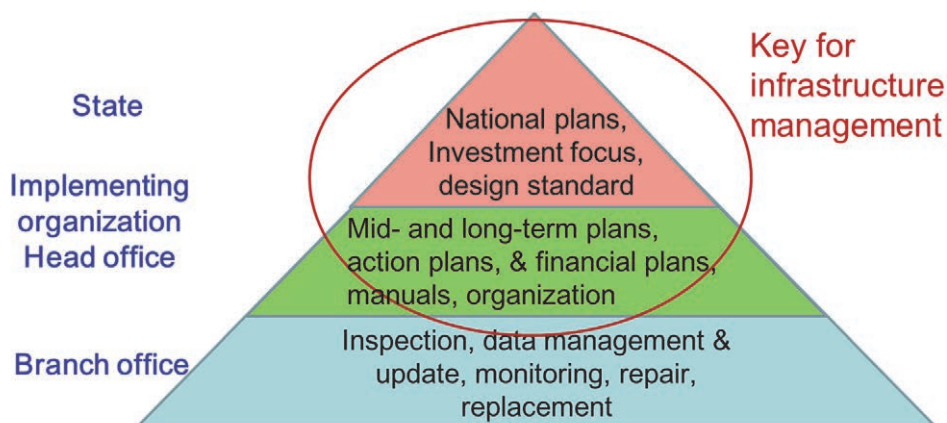 State
Implementing
organization
Head office
Branch office
National plans,
Investment focus,
design standard
Mid- and long-term plans,
action plans, & financial plans,
manuals, organization
Inspection, data management &
update, monitoring, repair,
replacement
Key for
infrastructure
management